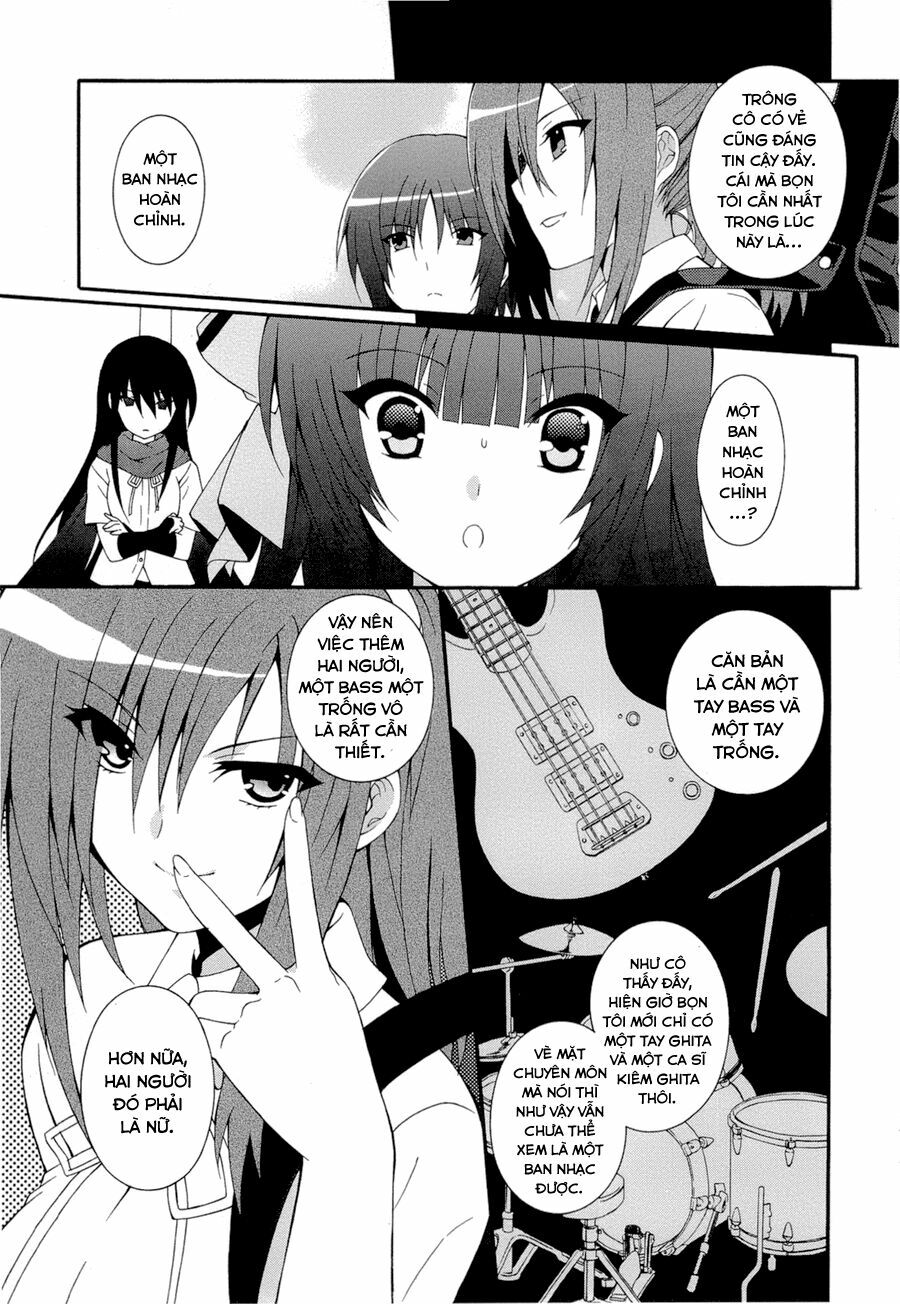 TRÔNG
CÔ CÓ VẺ
CŨNG ĐÁNG
TIN CẬY ĐẤY.
CÁI MÀ BỌN
TÔI CẦN NHẤT
TRONG LÚC
NÀY LÀ...
MỘT
BAN NHẠC
HOÀN
CHỈNH.
MỘT
BAN
NHẠC
HOÀN
CHỈNH
...?
CĂN BẢN
LÀ CẦN MỘT
TAY BASS VÀ
MỘT TAY
TRỐNG.
VẬY NÊN
VIỆC THÊM
HAI NGƯỜI,
MỘT BASS MỘT
TRỐNG VÔ
LÀ RẤT CẦN
THIẾT.
NHƯ CÔ
THẤY ĐẤY,
HIỆN GIỜ BỌN
TÔI MỚI CHỈ CÓ
MỘT TAY GHITA
VÀ MỘT CA SĨ
KIÊM GHITA
THÔI.
VỀ MẶT
CHUYÊN MÔN
MÀ NÓI THÌ
NHƯ VẬY VẪN
CHƯA THỂ
XEM LÀ MỘT
BAN NHẠC
ĐƯỢC.
HƠN NỮA,
HAI NGƯỜI
ĐÓ PHẢI
LÀ NỮ.